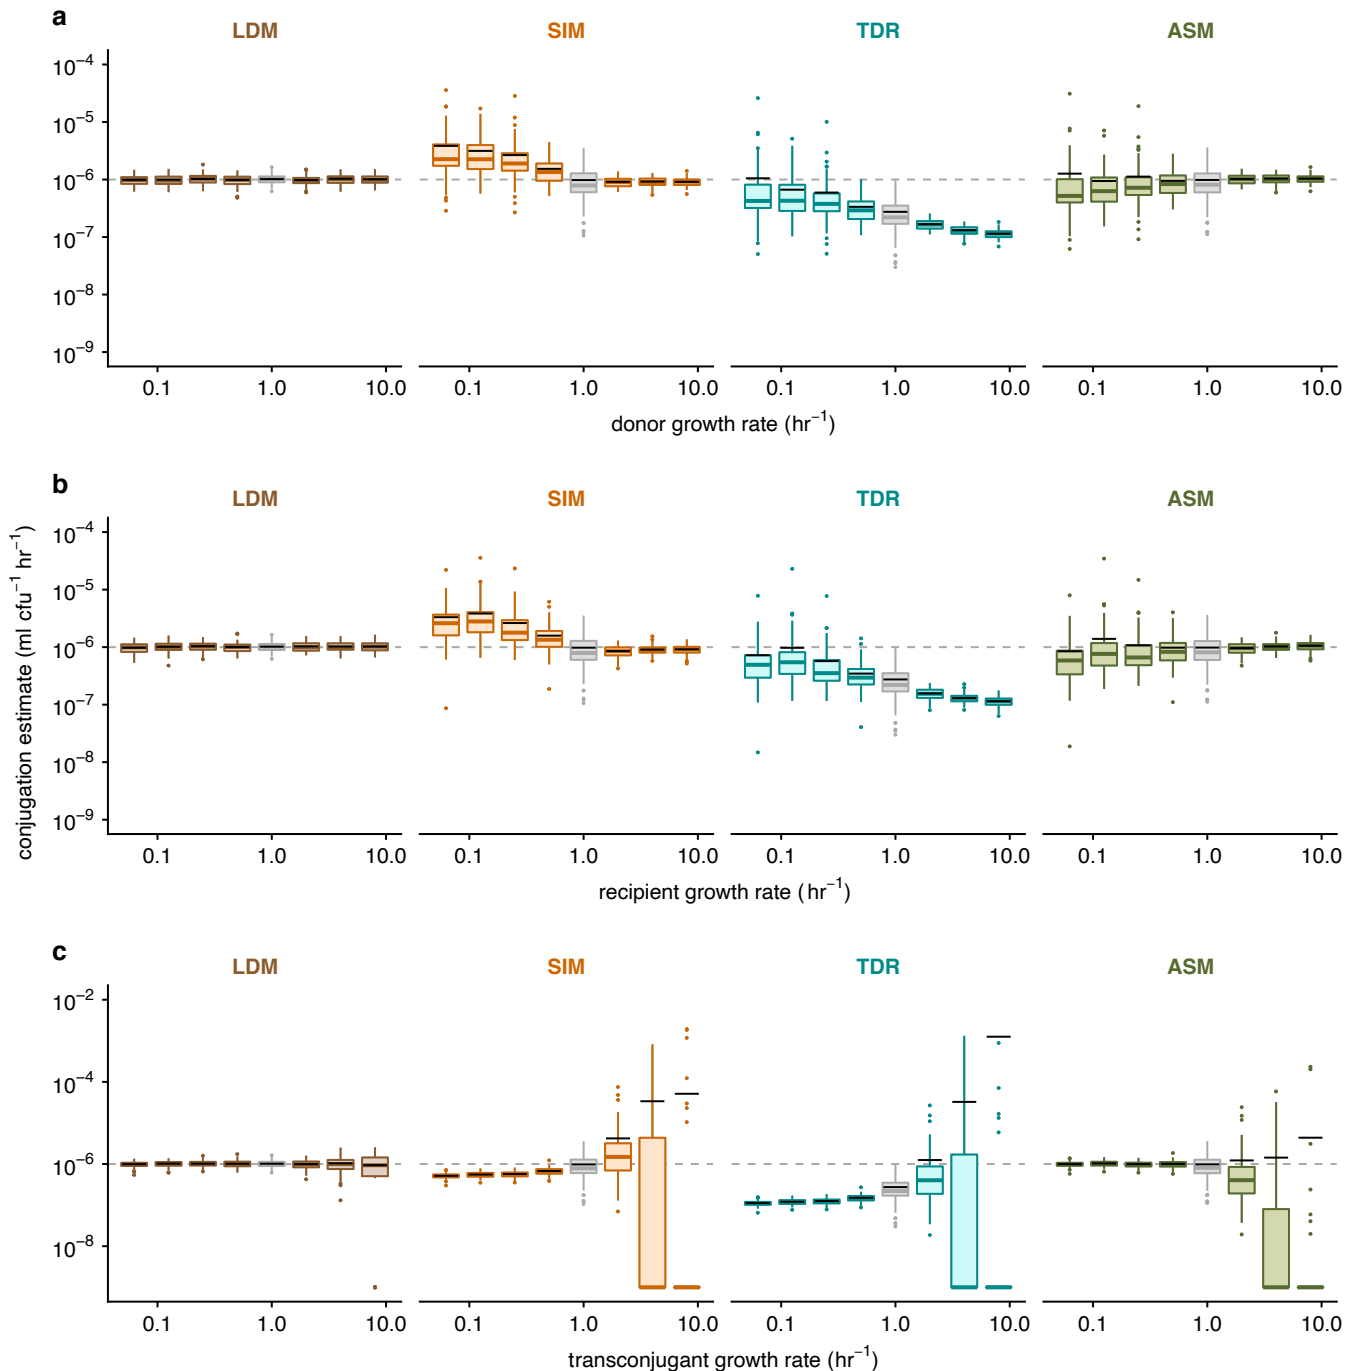 a
LDM SIM TDR ASM
10⁻⁴
10⁻⁵
10⁻⁶
10⁻⁷
10⁻⁸
10⁻⁹
0.1 1.0 10.0 0.1 1.0 10.0 0.1 1.0 10.0 0.1 1.0 10.0
donor growth rate (hr⁻¹)
b
LDM SIM TDR ASM
conjugation estimate (ml cfu⁻¹ hr⁻¹)
10⁻⁴
10⁻⁵
10⁻⁶
10⁻⁷
10⁻⁸
10⁻⁹
0.1 1.0 10.0 0.1 1.0 10.0 0.1 1.0 10.0 0.1 1.0 10.0
recipient growth rate (hr⁻¹)
c
LDM SIM TDR ASM
10⁻²
10⁻⁴
10⁻⁶
10⁻⁸
0.1 1.0 10.0 0.1 1.0 10.0 0.1 1.0 10.0 0.1 1.0 10.0
transconjugant growth rate (hr⁻¹)